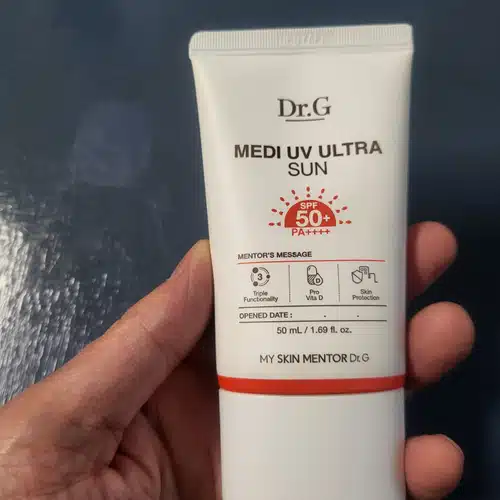 Dr.G
MEDI UV ULTRA
SUN
SPF
50+
PA++++
MENTOR'S MESSAGE
3
Triple
Functionality
Pro
Vita D
D
Skin
Protection
OPENED DATE : . .
50 mL / 1.69 fl. oz.
MY SKIN MENTOR Dr.G